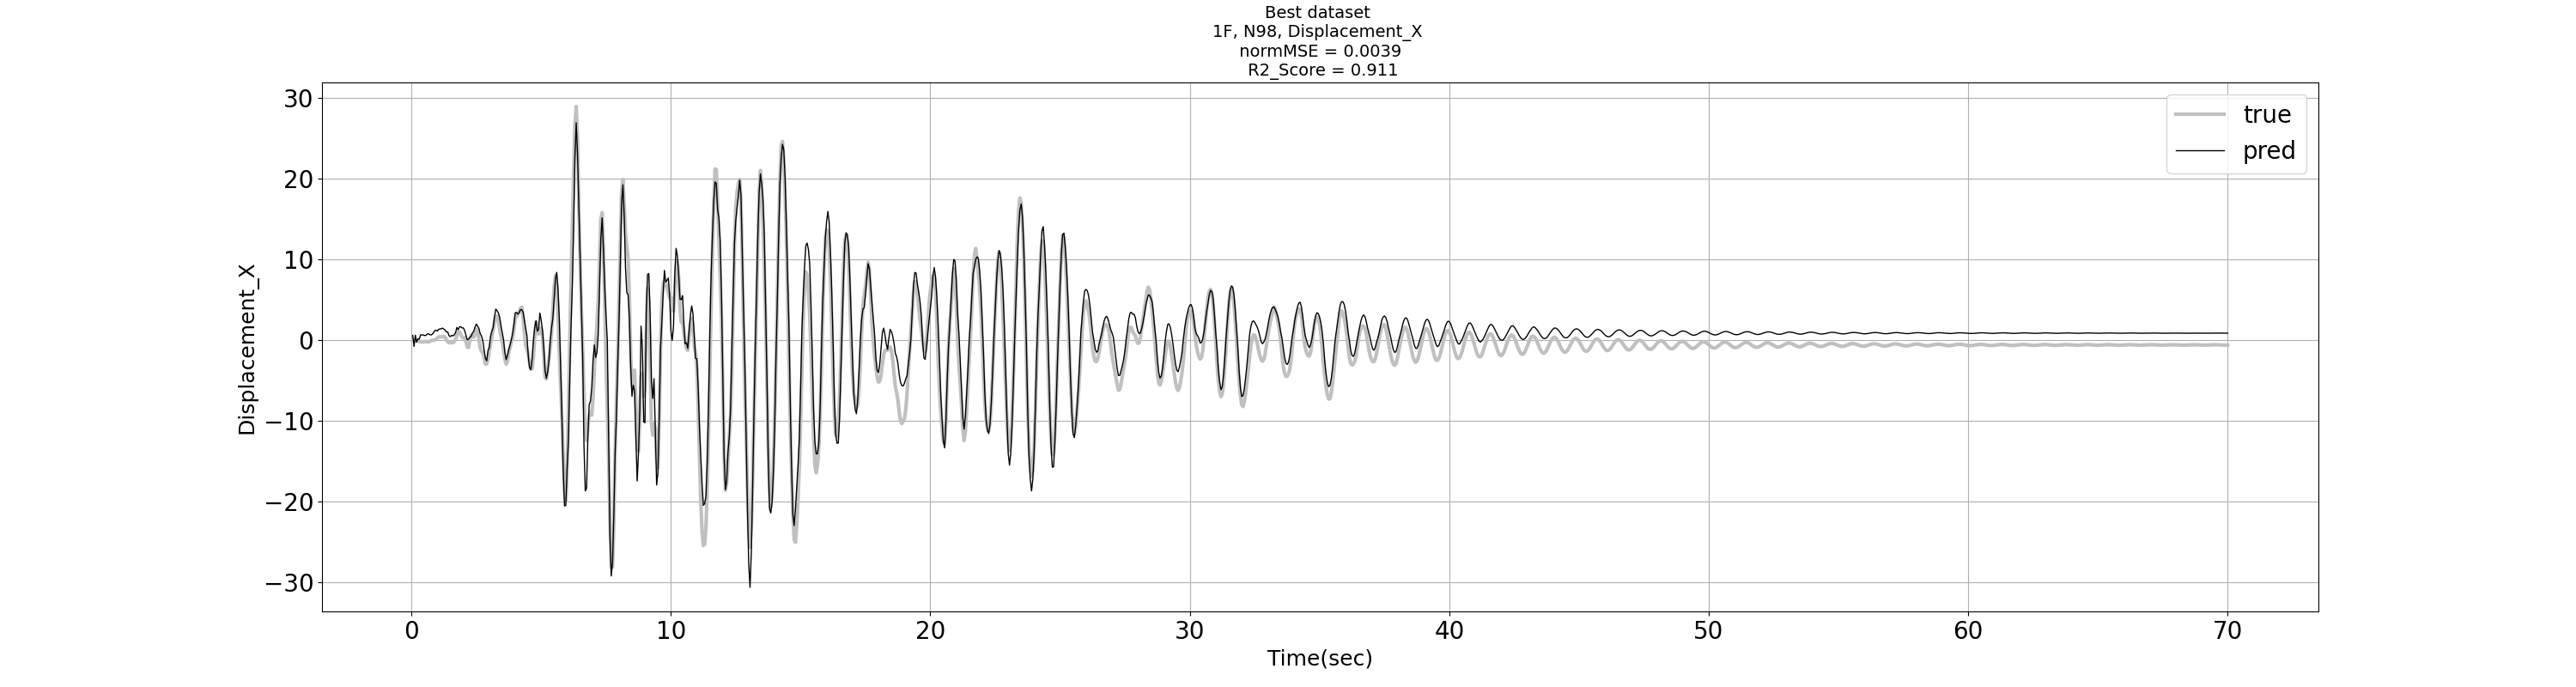 Best dataset
1F, N98, Displacement_X
normMSE = 0.0039
R2_Score = 0.911
30
20
10
0
−10
−20
−30
Displacement_X
true
pred
0 10 20 30 40 50 60 70
Time(sec)